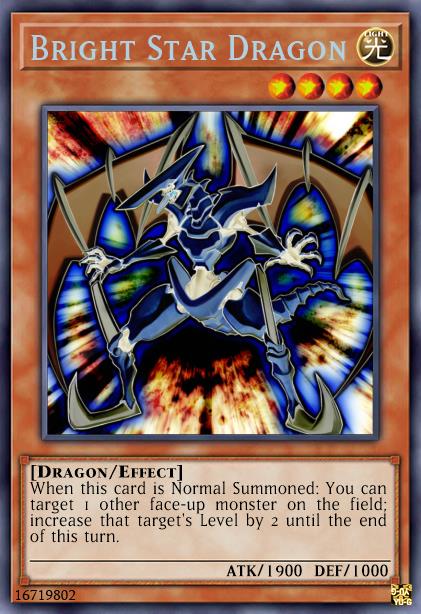 Bright Star Dragon
LIGHT
光
[Dragon/Effect]
When this card is Normal Summoned: You can
target 1 other face-up monster on the field;
increase that target's Level by 2 until the end
of this turn.
ATK/1900 DEF/1000
16719802